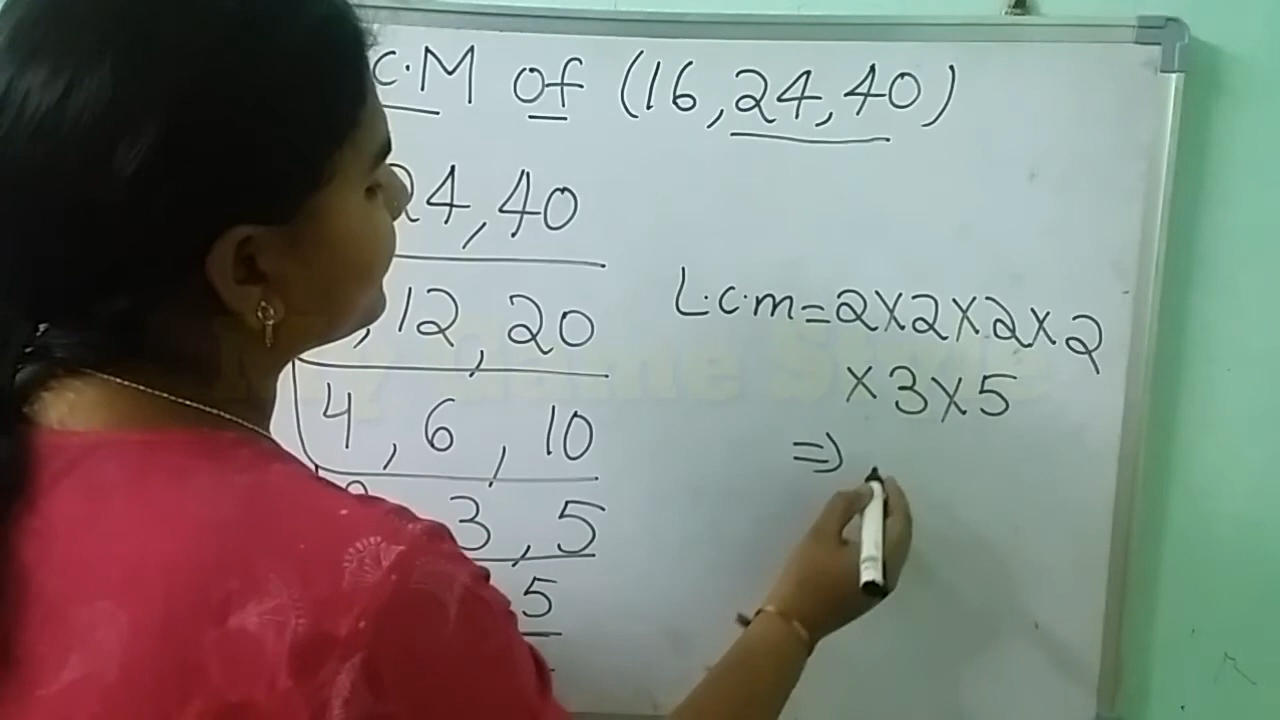 C.M of (16,24,40)
24,40
,12,20
4,6,10
3,5
5
L.C.M=2X2X2X2
X3X5
⇒